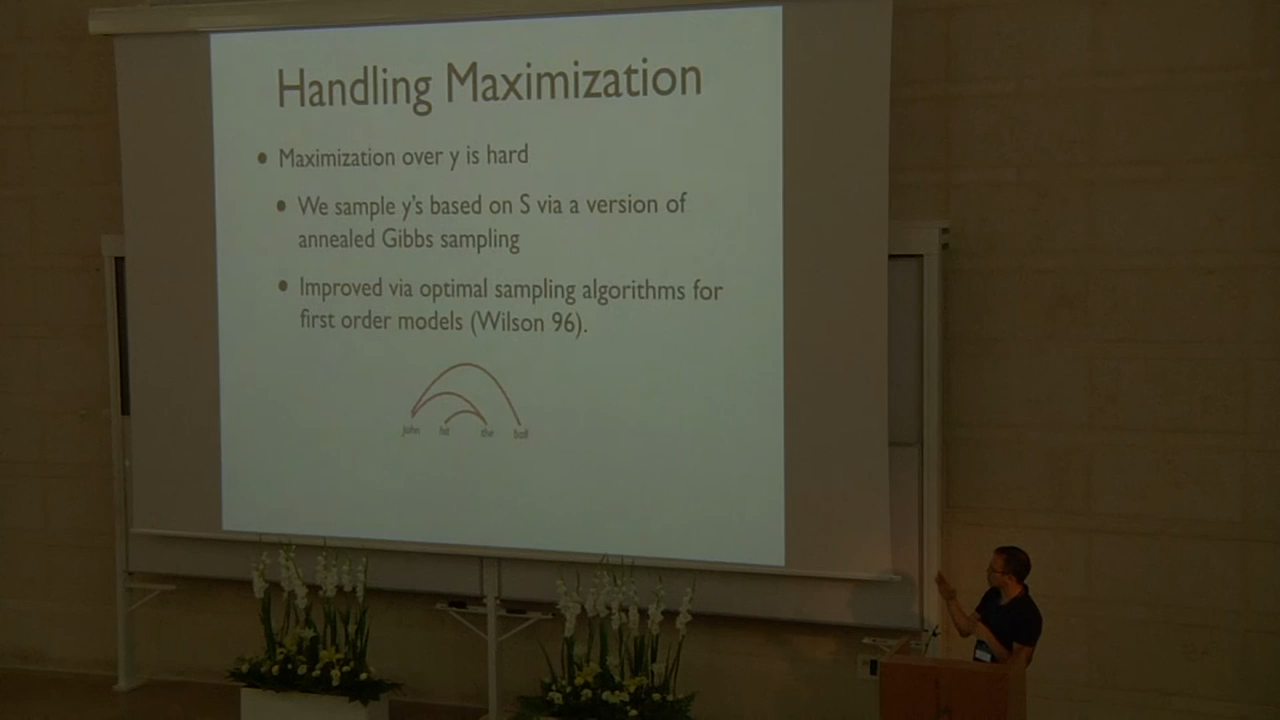 Handling Maximization
• Maximization over y is hard
• We sample y's based on S via a version of
annealed Gibbs sampling
• Improved via optimal sampling algorithms for
first order models (Wilson 96).
John hit the ball